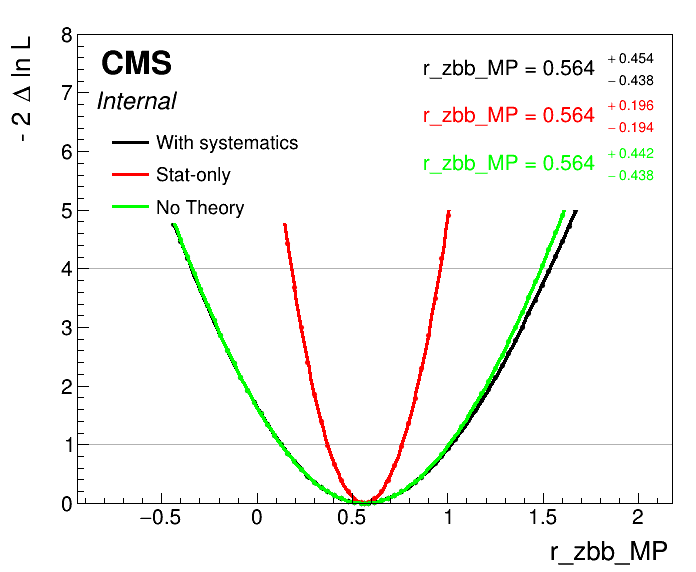 - 2 Δ ln L
8
7
6
5
4
3
2
1
0
CMS
Internal
With systematics
Stat-only
No Theory
r_zbb_MP = 0.564 + 0.454 − 0.438
r_zbb_MP = 0.564 + 0.196 − 0.194
r_zbb_MP = 0.564 + 0.442 − 0.438
−0.5 0 0.5 1 1.5 2
r_zbb_MP